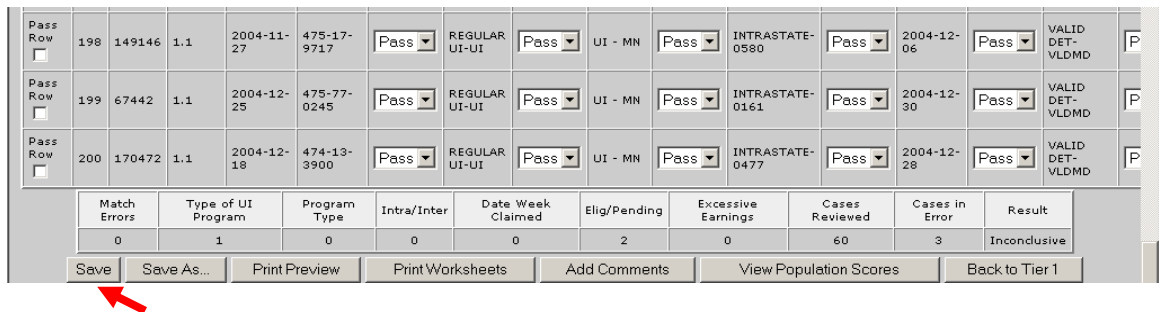 Pass Row 198 149146 1.1 2004-11-27 475-17-9717 Pass REGULAR UI-UI Pass UI - MN Pass INTRASTATE-0580 Pass 2004-12-06 Pass VALID DET-VLDMD P
Pass Row 199 67442 1.1 2004-12-25 475-77-0245 Pass REGULAR UI-UI Pass UI - MN Pass INTRASTATE-0161 Pass 2004-12-30 Pass VALID DET-VLDMD P
Pass Row 200 170472 1.1 2004-12-18 474-13-3900 Pass REGULAR UI-UI Pass UI - MN Pass INTRASTATE-0477 Pass 2004-12-28 Pass VALID DET-VLDMD P
Match Errors Type of UI Program Program Type Intra/Inter Date Week Claimed Elig/Pending Excessive Earnings Cases Reviewed Cases in Error Result
0 1 0 0 0 2 0 60 3 Inconclusive
Save Save As... Print Preview Print Worksheets Add Comments View Population Scores Back to Tier 1